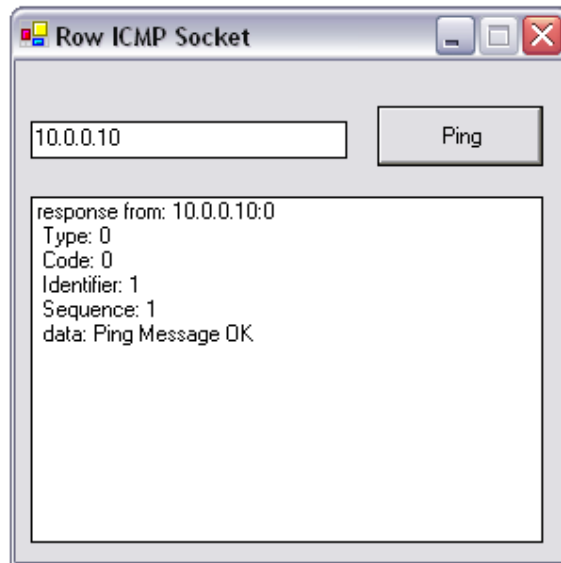 Row ICMP Socket
10.0.0.10
Ping
response from: 10.0.0.10:0
Type: 0
Code: 0
Identifier: 1
Sequence: 1
data: Ping Message OK